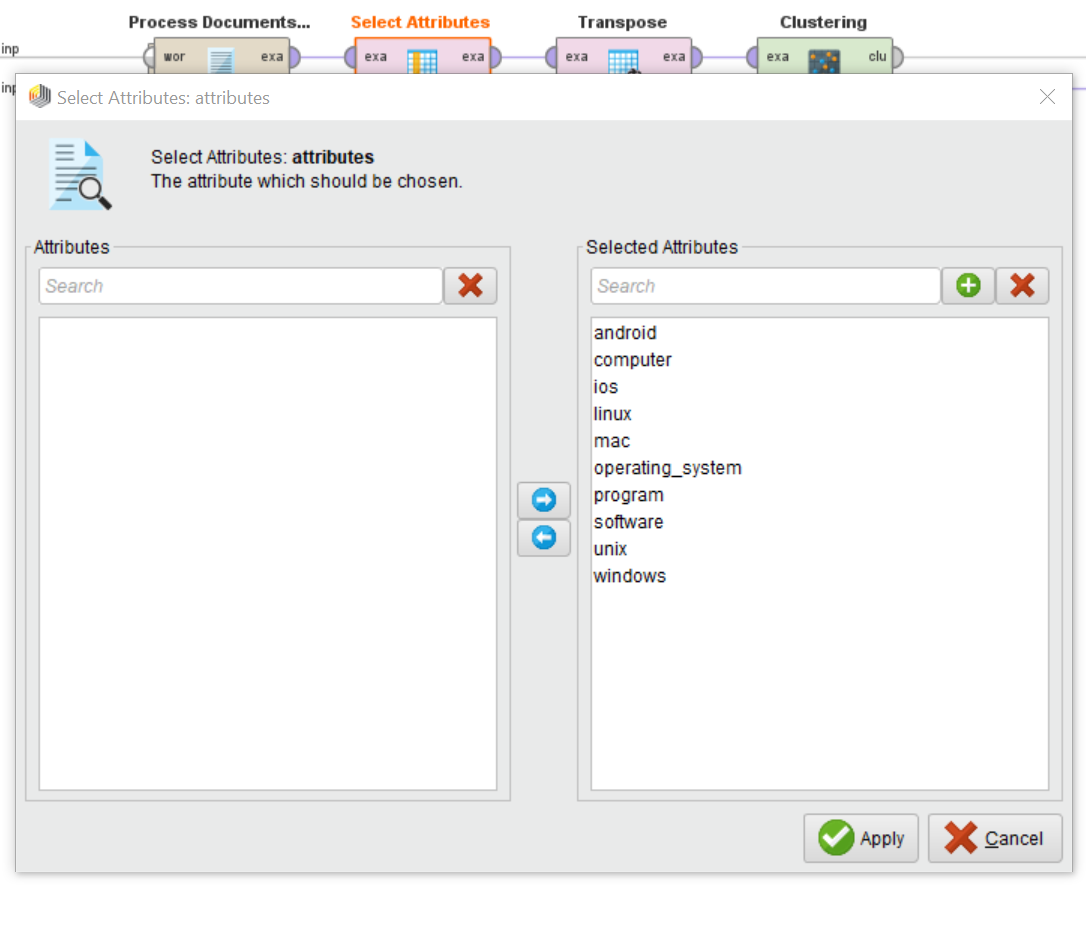 Process Documents... Select Attributes Transpose Clustering
inp wor exa exa exa exa exa exa clu
inp
Select Attributes: attributes
Select Attributes: attributes
The attribute which should be chosen.
Attributes
Search
Selected Attributes
Search
android
computer
ios
linux
mac
operating_system
program
software
unix
windows
Apply Cancel